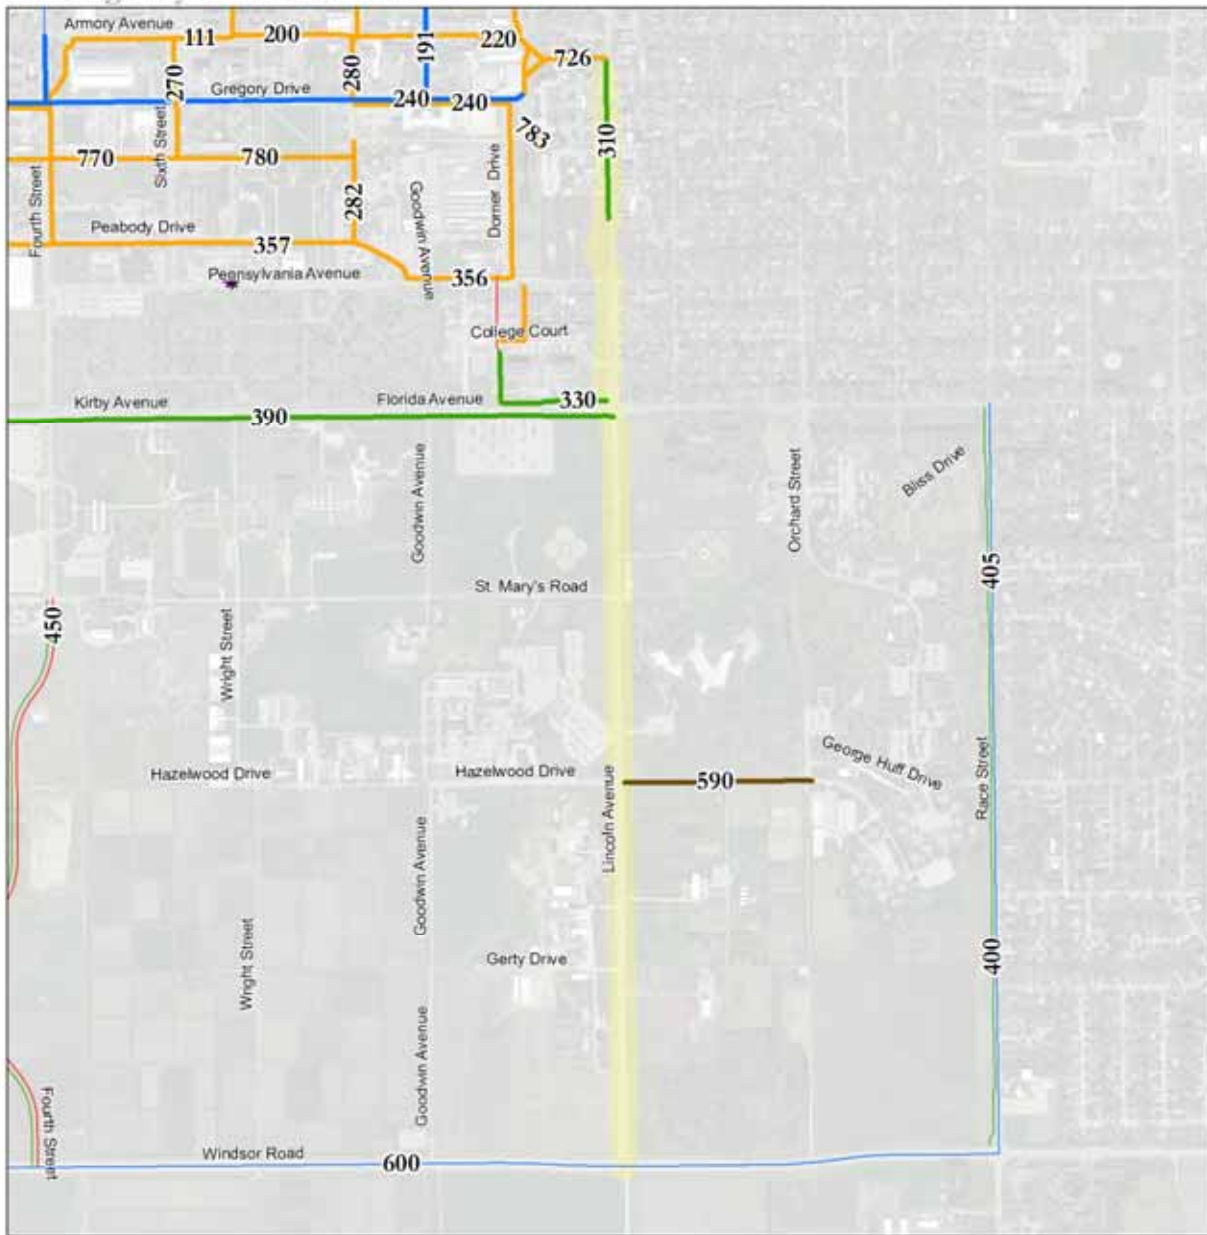 Armory Avenue
111
200
191
220
726
270
280
Gregory Drive
240
240
783
310
Sixth Street
770
780
Fourth Street
282
Goodwin Avenue
Dorner Drive
Peabody Drive
357
Pennsylvania Avenue
356
College Court
Kirby Avenue
390
Florida Avenue
330
Goodwin Avenue
Orchard Street
Bliss Drive
405
St. Mary's Road
450
Wright Street
Hazelwood Drive
Hazelwood Drive
Lincoln Avenue
590
George Huff Drive
Race Street
Goodwin Avenue
Wright Street
Gerty Drive
400
Goodwin Avenue
Fourth Street
Windsor Road
600